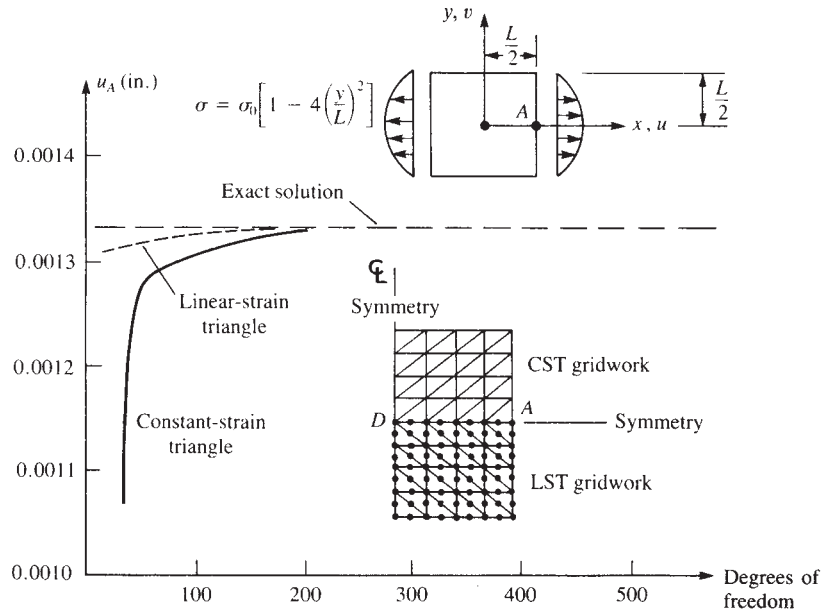 y, v
L/2
u_A (in.)
σ = σ₀[1 − 4(y/L)²]
A
x, u
L/2
0.0014
Exact solution
0.0013
℄
Symmetry
Linear-strain
triangle
0.0012
CST gridwork
Constant-strain
triangle
D
A
Symmetry
0.0011
LST gridwork
0.0010
100
200
300
400
500
Degrees of
freedom